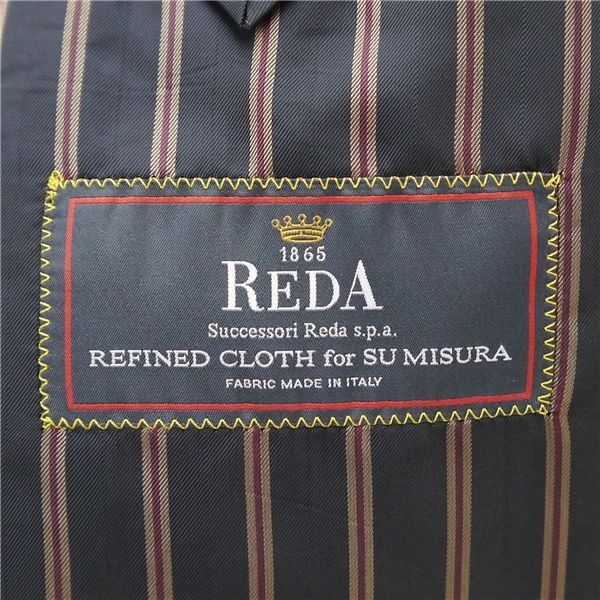 1865
REDA
Successori Reda s.p.a.
REFINED CLOTH for SU MISURA
FABRIC MADE IN ITALY